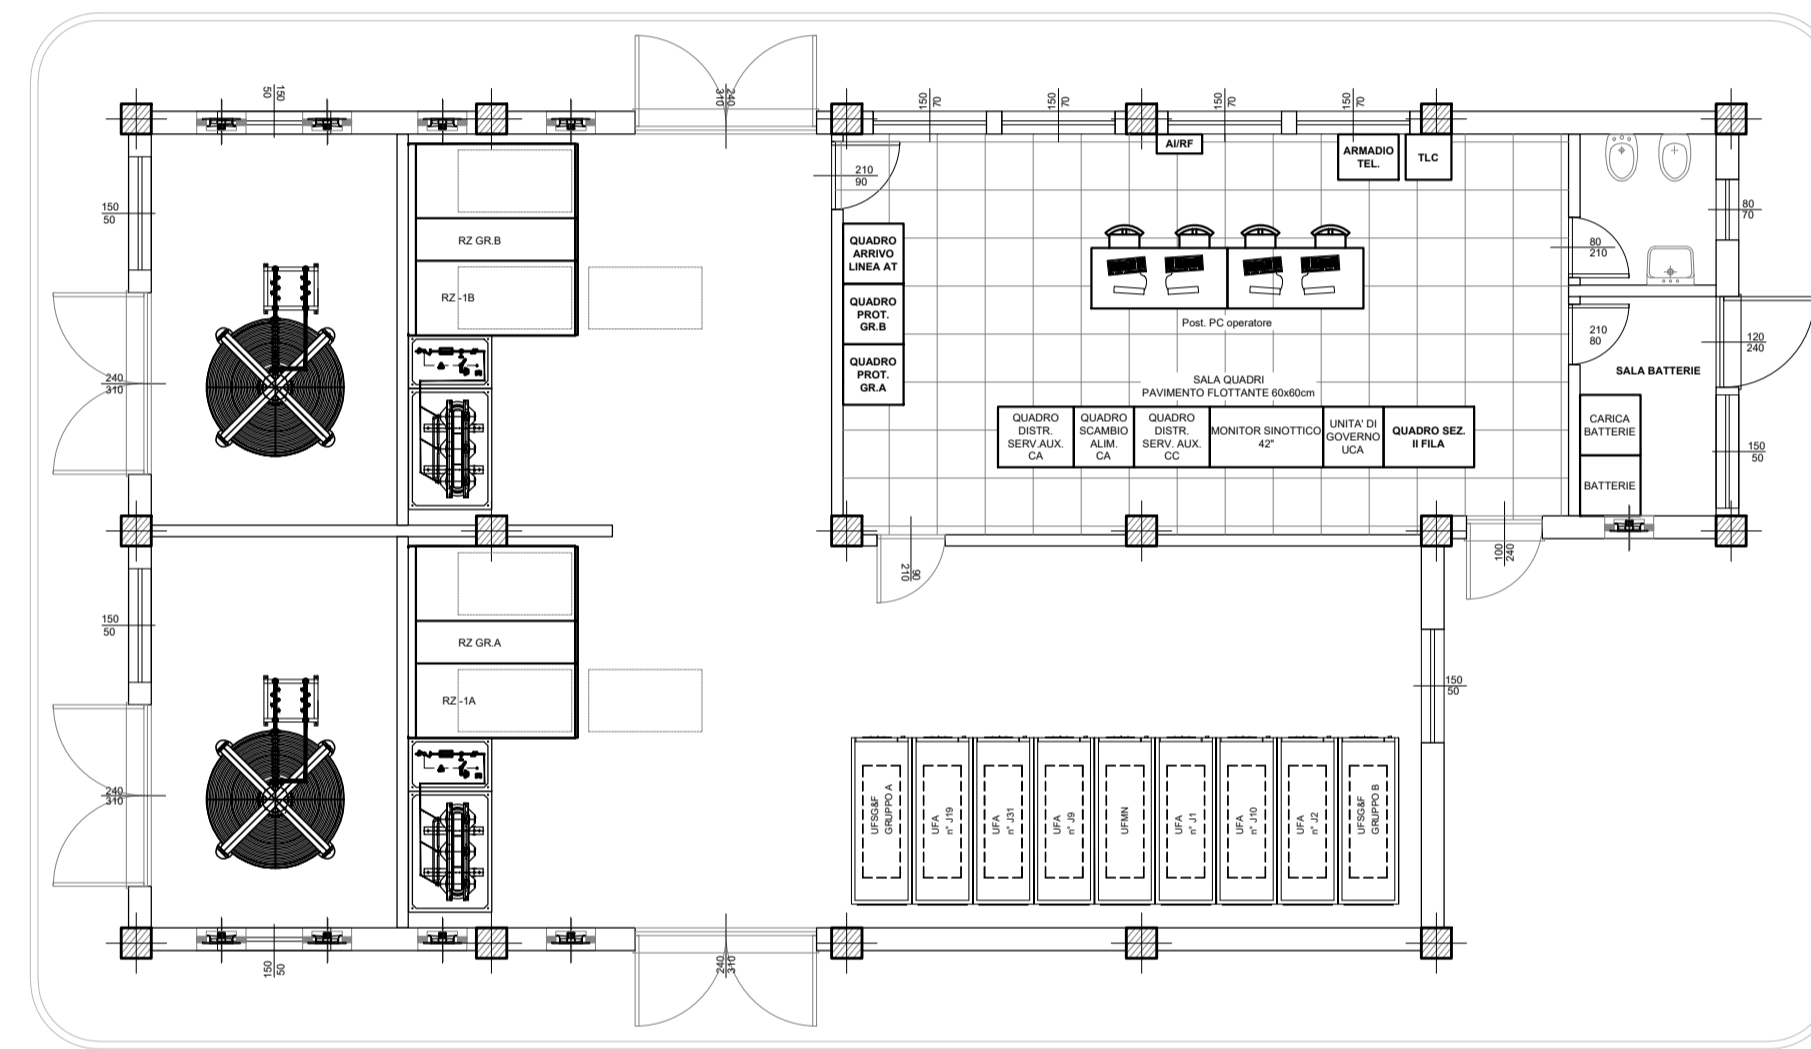 150
50
240
310
150
70
150
70
150
70
150
70
AI/RF
ARMADIO
TEL.
TLC
210
90
150
50
80
70
QUADRO
ARRIVO
LINEA AT
RZ GR.B
80
210
RZ -1B
QUADRO
PROT.
GR.B
Post. PC operatore
210
80
120
240
QUADRO
PROT.
GR.A
SALA BATTERIE
240
310
SALA QUADRI
PAVIMENTO FLOTTANTE 60x60cm
QUADRO
DISTR.
SERV.AUX.
CA
QUADRO
SCAMBIO
ALIM.
CA
QUADRO
DISTR.
SERV. AUX.
CC
MONITOR SINOTTICO
42"
UNITA' DI
GOVERNO
UCA
QUADRO SEZ.
II FILA
CARICA
BATTERIE
150
50
BATTERIE
90
210
100
240
150
50
RZ GR.A
150
50
RZ -1A
240
310
UFSG&F
GRUPPO A
UFA
n° J19
UFA
n° J31
UFA
n° J9
UFMN
UFA
n° J1
UFA
n° J10
UFA
n° J2
UFSG&F
GRUPPO B
150
50
240
310